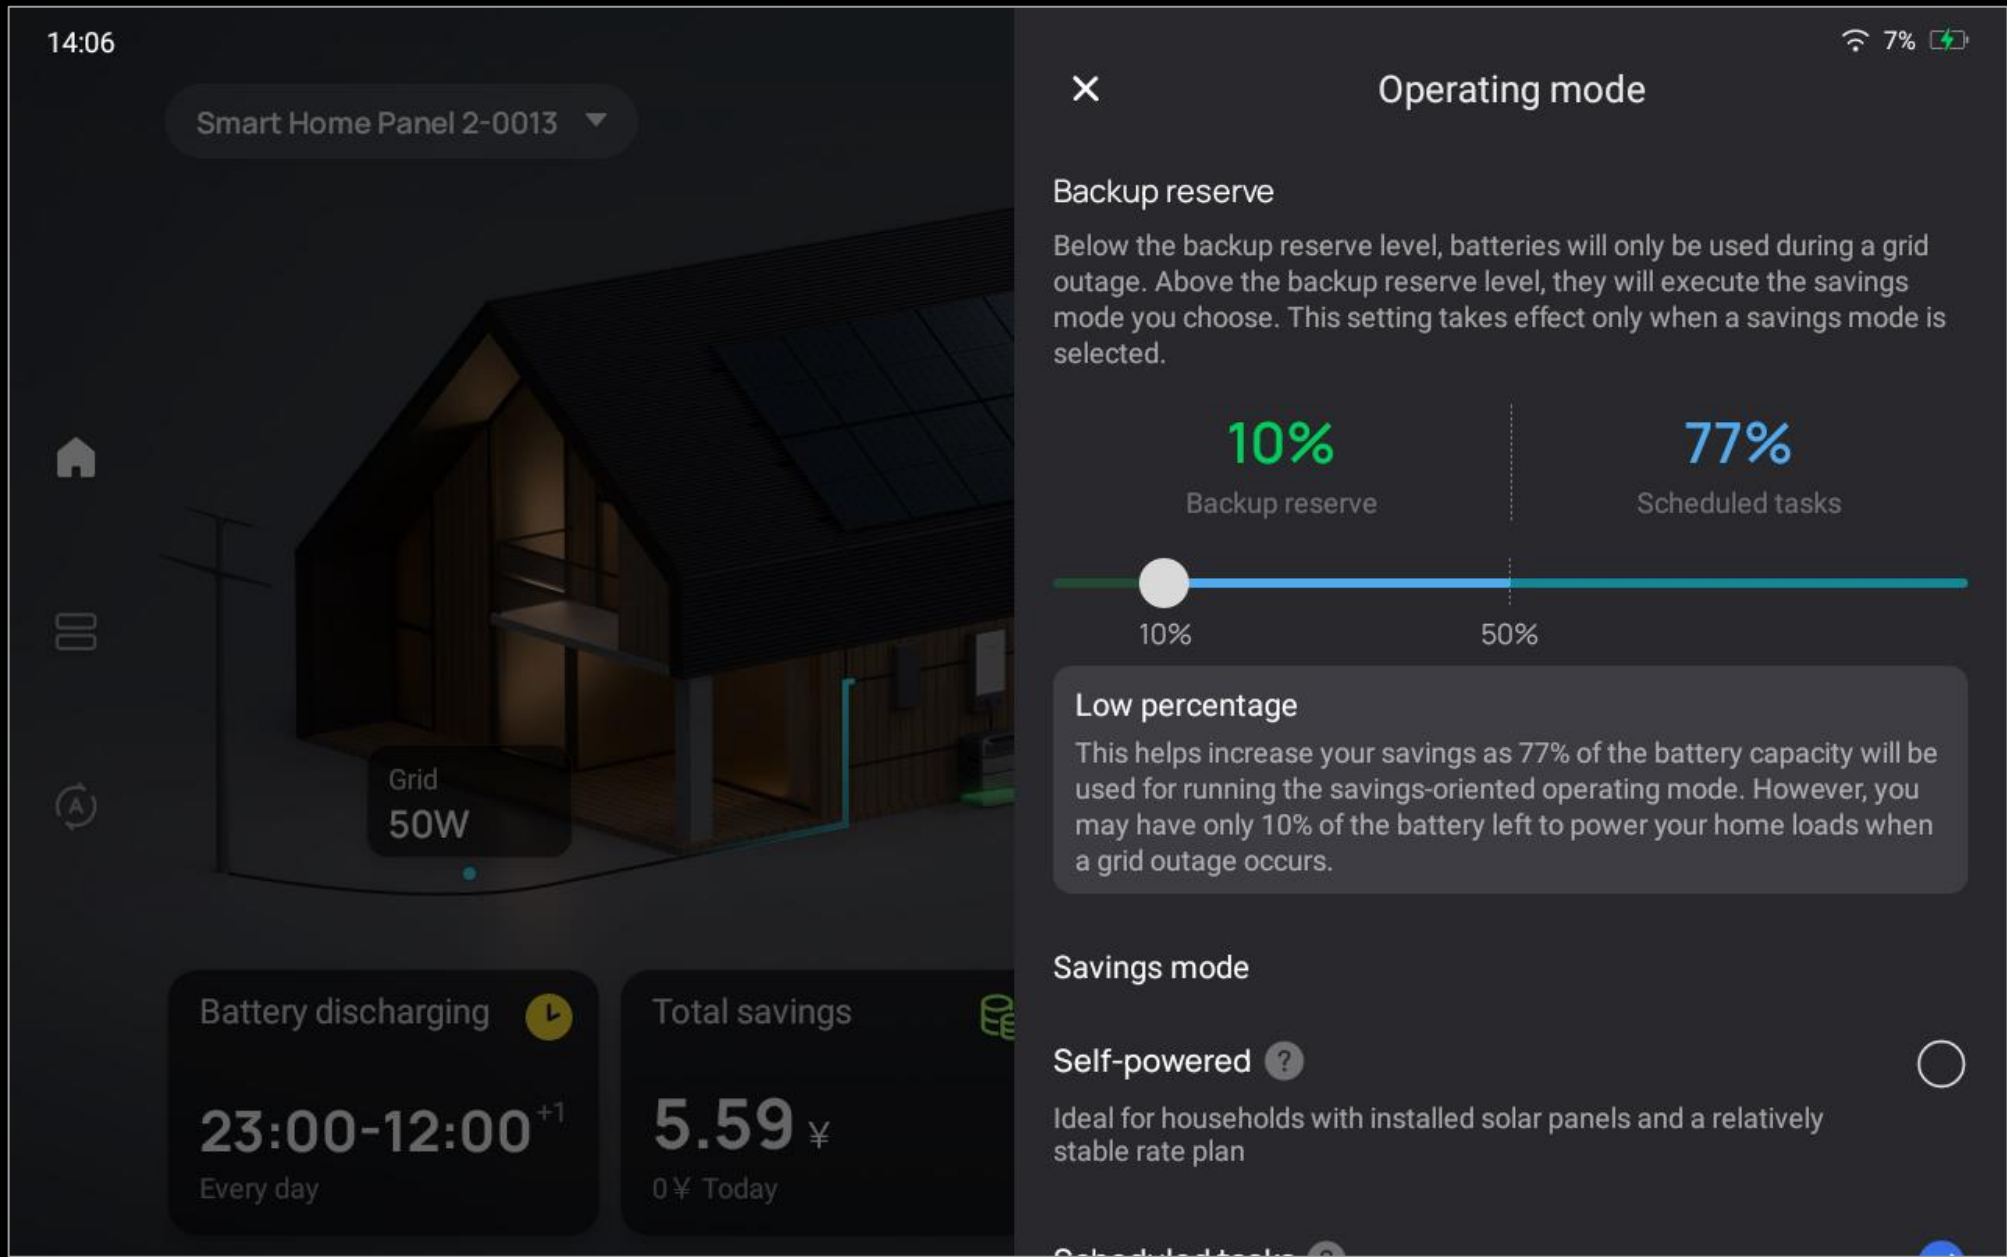 14:06
7%
Smart Home Panel 2-0013
Grid
50W
Battery discharging
23:00-12:00 +1
Every day
Total savings
5.59 ¥
0¥ Today
Operating mode
Backup reserve
Below the backup reserve level, batteries will only be used during a grid
outage. Above the backup reserve level, they will execute the savings
mode you choose. This setting takes effect only when a savings mode is
selected.
10%
Backup reserve
77%
Scheduled tasks
10%
50%
Low percentage
This helps increase your savings as 77% of the battery capacity will be
used for running the savings-oriented operating mode. However, you
may have only 10% of the battery left to power your home loads when
a grid outage occurs.
Savings mode
Self-powered ?
Ideal for households with installed solar panels and a relatively
stable rate plan
Scheduled tasks ?